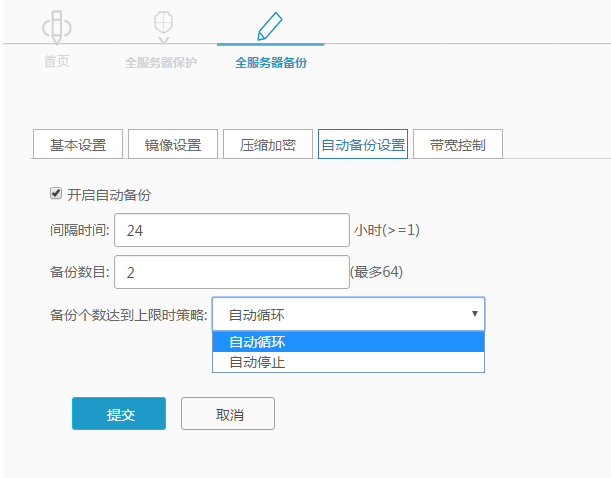 首页 全服务器保护 全服务器备份
基本设置 镜像设置 压缩加密 自动备份设置 带宽控制
开启自动备份
间隔时间: 24 小时(>=1)
备份数目: 2 (最多64)
备份个数达到上限时策略: 自动循环
自动循环
自动停止
提交 取消